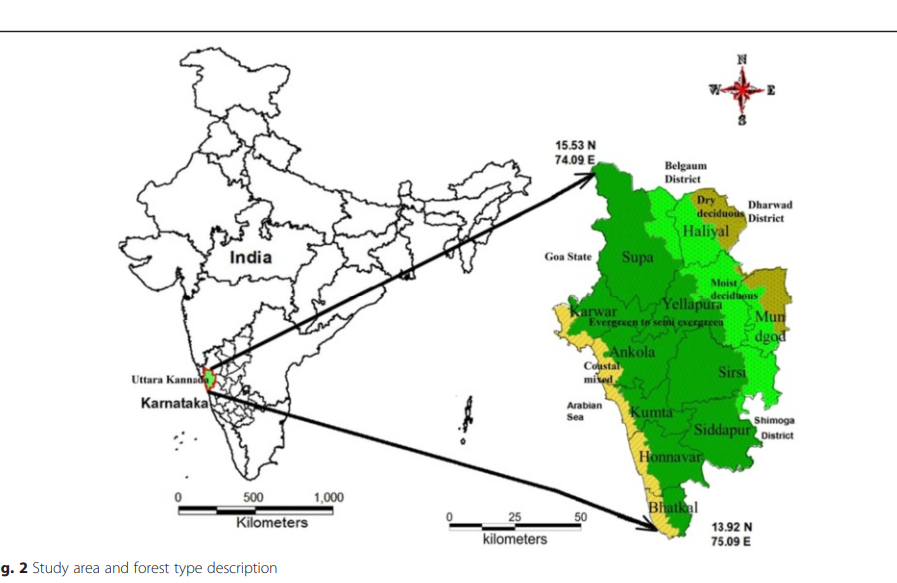 N
W E
S
15.53 N
74.09 E
Belgaum
District
Dry
deciduous
Dharwad
District
Haliyal
India
Goa State
Supa
Moist
deciduous
Yellapura
Karwar
Evergreen to semi evergreen
Mun
dgod
Ankola
Coastal
mixed
Sirsi
Uttara Kannada
Karnataka
Arabian
Sea
Kumta
Siddapur
Shimoga
District
Honnavar
Bhatkal
0 500 1,000
Kilometers
0 25 50
kilometers
13.92 N
75.09 E
g. 2 Study area and forest type description